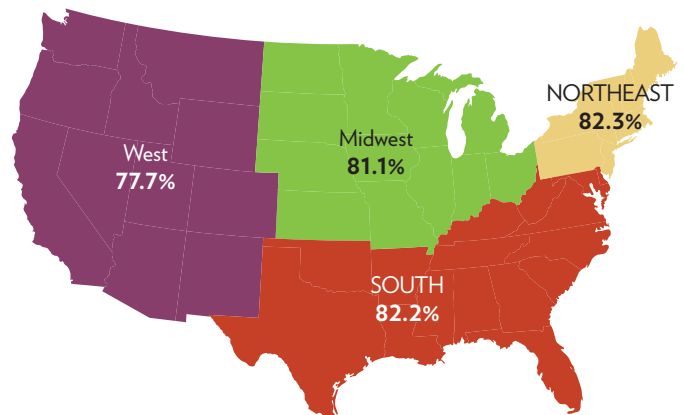 NORTHEAST
82.3%
Midwest
81.1%
West
77.7%
SOUTH
82.2%